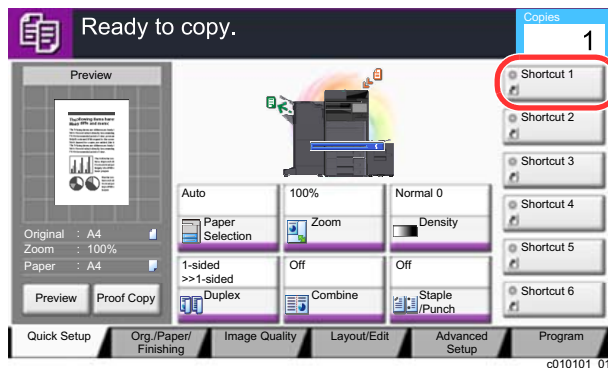 Ready to copy.
Copies
1
Preview
Shortcut 1
Shortcut 2
Shortcut 3
Shortcut 4
Shortcut 5
Shortcut 6
Original : A4
Zoom : 100%
Paper : A4
Preview
Proof Copy
Auto
Paper
Selection
100%
Zoom
Normal 0
Density
1-sided
>>1-sided
Duplex
Off
Combine
Off
Staple
/Punch
Quick Setup
Org./Paper/
Finishing
Image Quality
Layout/Edit
Advanced
Setup
Program
c010101_01